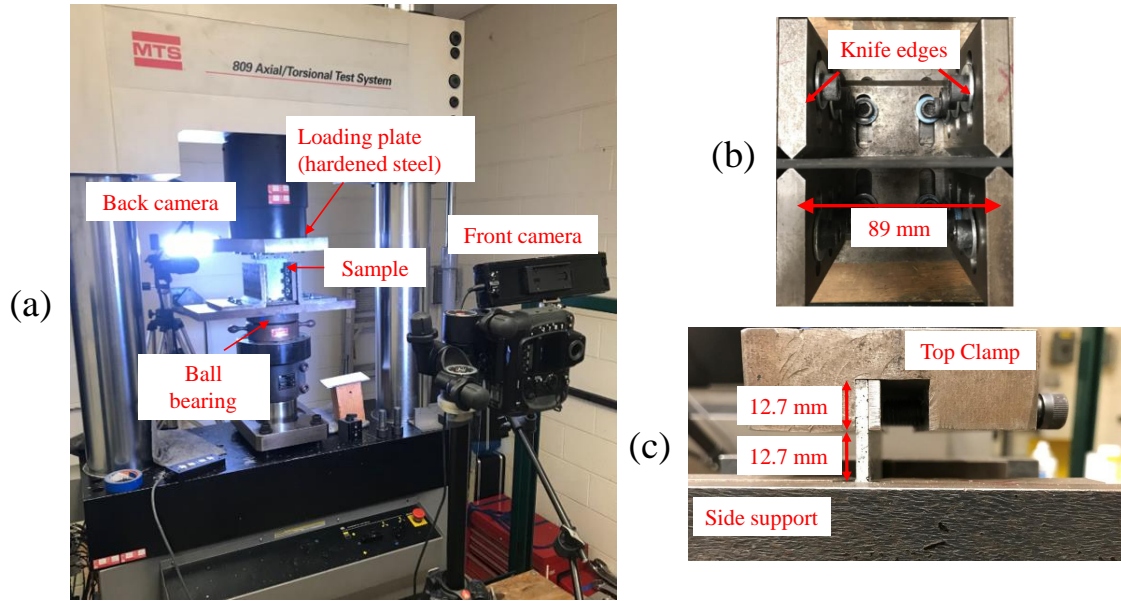 MTS
809 Axial/Torsional Test System
Loading plate
(hardened steel)
Back camera
Front camera
Sample
(a)
Ball
bearing
Knife edges
(b)
89 mm
Top Clamp
12.7 mm
(c)
12.7 mm
Side support